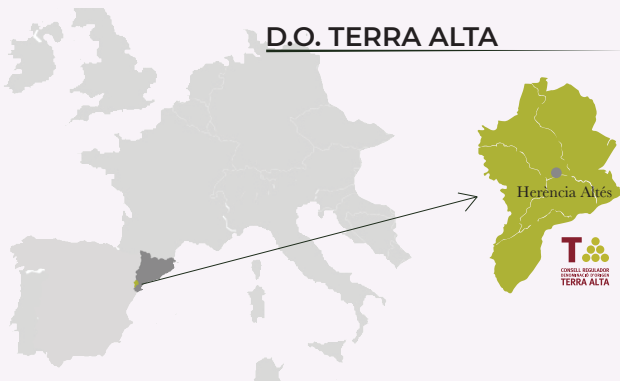 D.O. TERRA ALTA
Herència Altés
T
CONSELL REGULADOR
DENOMINACIÓ D'ORIGEN
TERRA ALTA